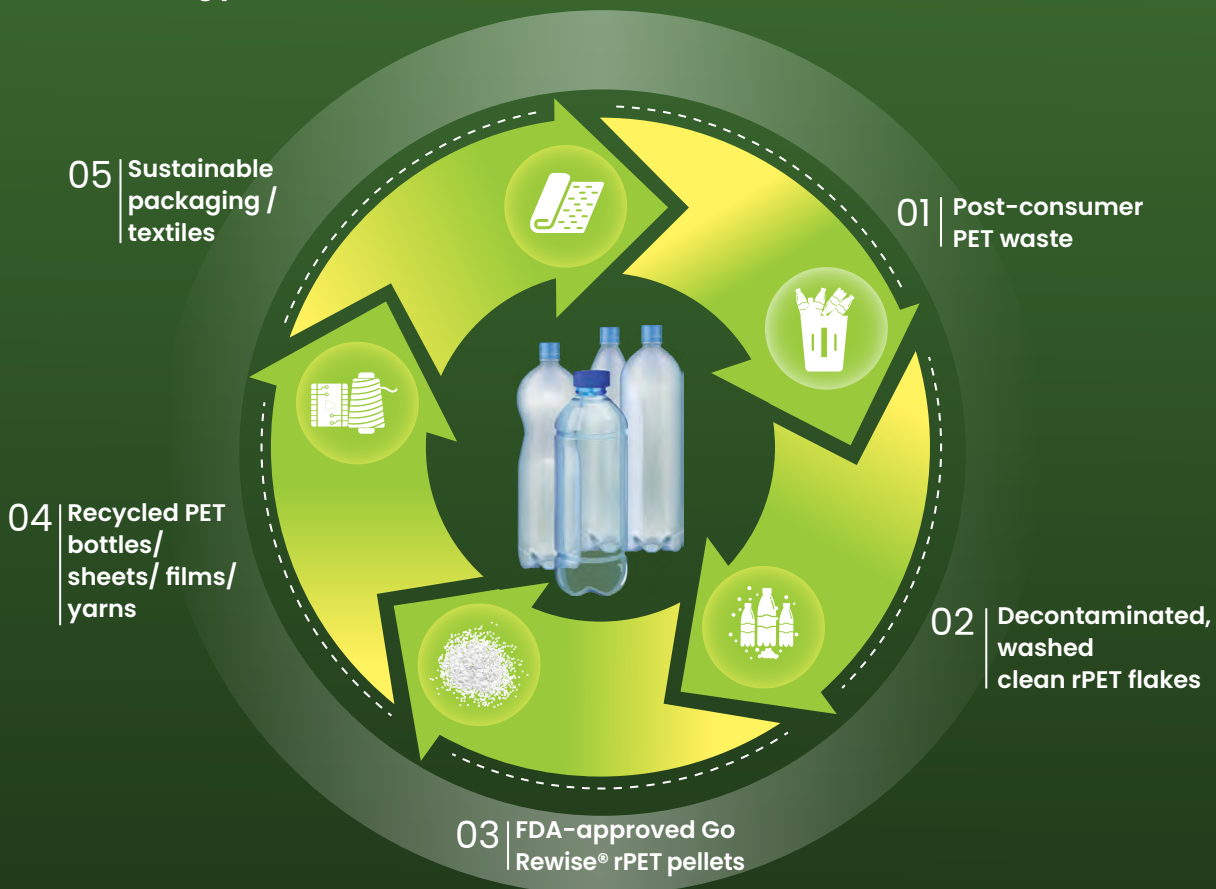 01
Post-consumer
PET waste
02
Decontaminated,
washed
clean rPET flakes
03
FDA-approved Go
Rewise® rPET pellets
04
Recycled PET
bottles/
sheets/ films/
yarns
05
Sustainable
packaging /
textiles